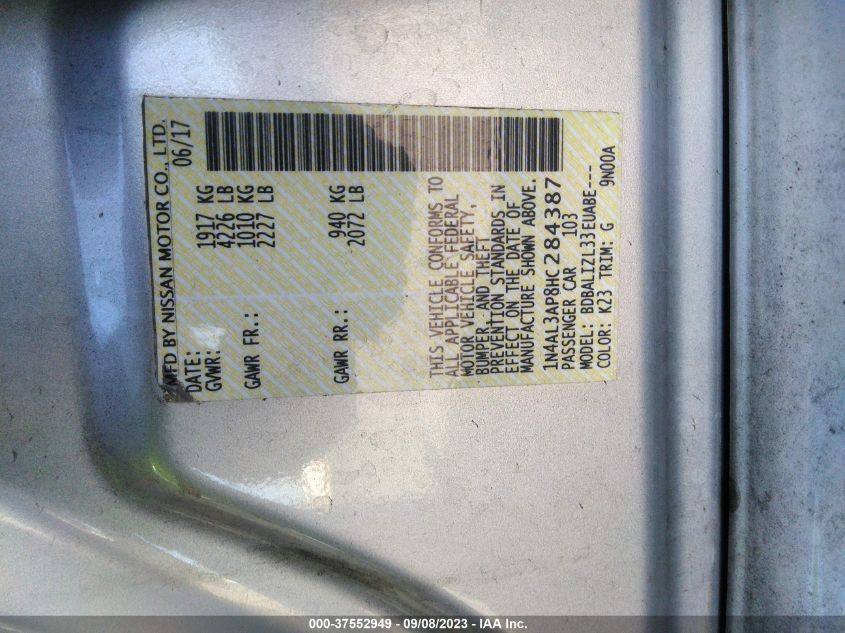 MFD BY NISSAN MOTOR CO., LTD.
DATE: 06/17
GVWR: 1917 KG
4226 LB
GAWR FR.: 1010 KG
2227 LB
GAWR RR.: 940 KG
2072 LB
THIS VEHICLE CONFORMS TO
ALL APPLICABLE FEDERAL
MOTOR VEHICLE SAFETY,
BUMPER, AND THEFT
PREVENTION STANDARDS IN
EFFECT ON THE DATE OF
MANUFACTURE SHOWN ABOVE.
1N4AL3AP8HC284387
PASSENGER CAR 103
MODEL: BDBALIZL33EUABE---
COLOR: K23 TRIM: G 9N00A
000-37552949 - 09/08/2023 - IAA Inc.